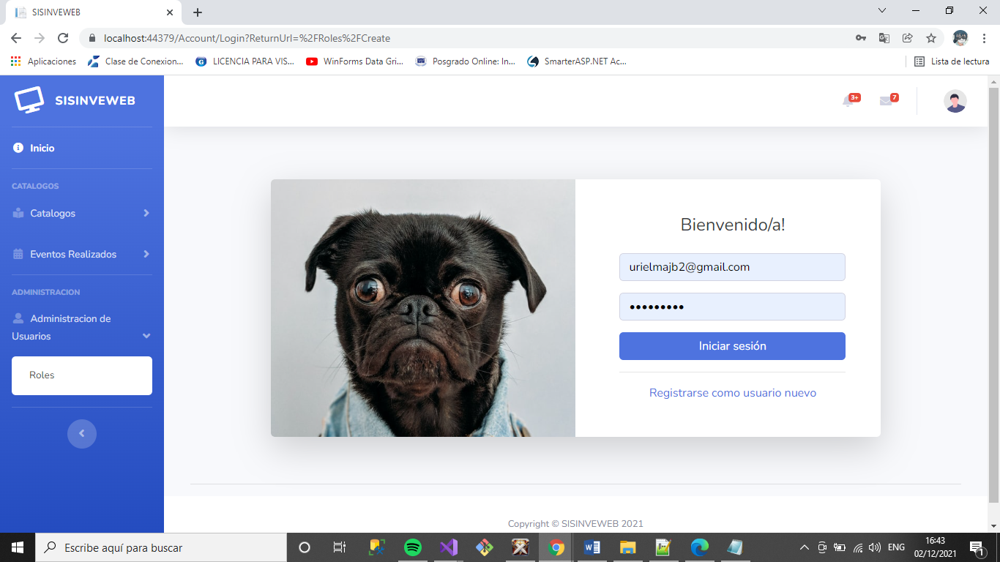 SISINVEWEB
localhost:44379/Account/Login?ReturnUrl=%2FRoles%2FCreate
Aplicaciones
Clase de Conexion...
LICENCIA PARA VIS...
WinForms Data Gri...
Posgrado Online: In...
SmarterASP.NET Ac...
Lista de lectura
SISINVEWEB
3+
7
Inicio
CATALOGOS
Catalogos
Eventos Realizados
ADMINISTRACION
Administracion de
Usuarios
Roles
Bienvenido/a!
urielmajb2@gmail.com
•••••••••
Iniciar sesión
Registrarse como usuario nuevo
Copyright © SISINVEWEB 2021
Escribe aquí para buscar
ENG
16:43
02/12/2021
1